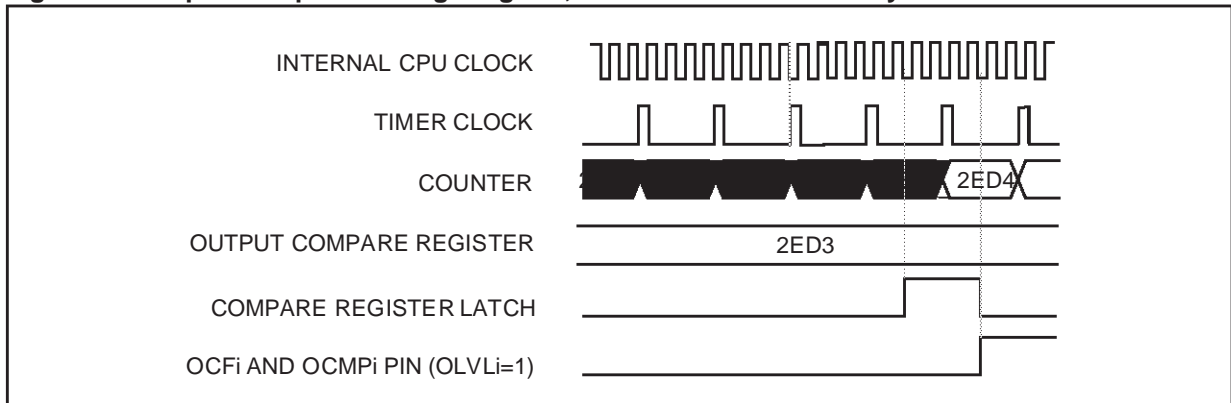 INTERNAL CPU CLOCK
TIMER CLOCK
COUNTER
2ED4
OUTPUT COMPARE REGISTER
2ED3
COMPARE REGISTER LATCH
OCFi AND OCMPi PIN (OLVLi=1)